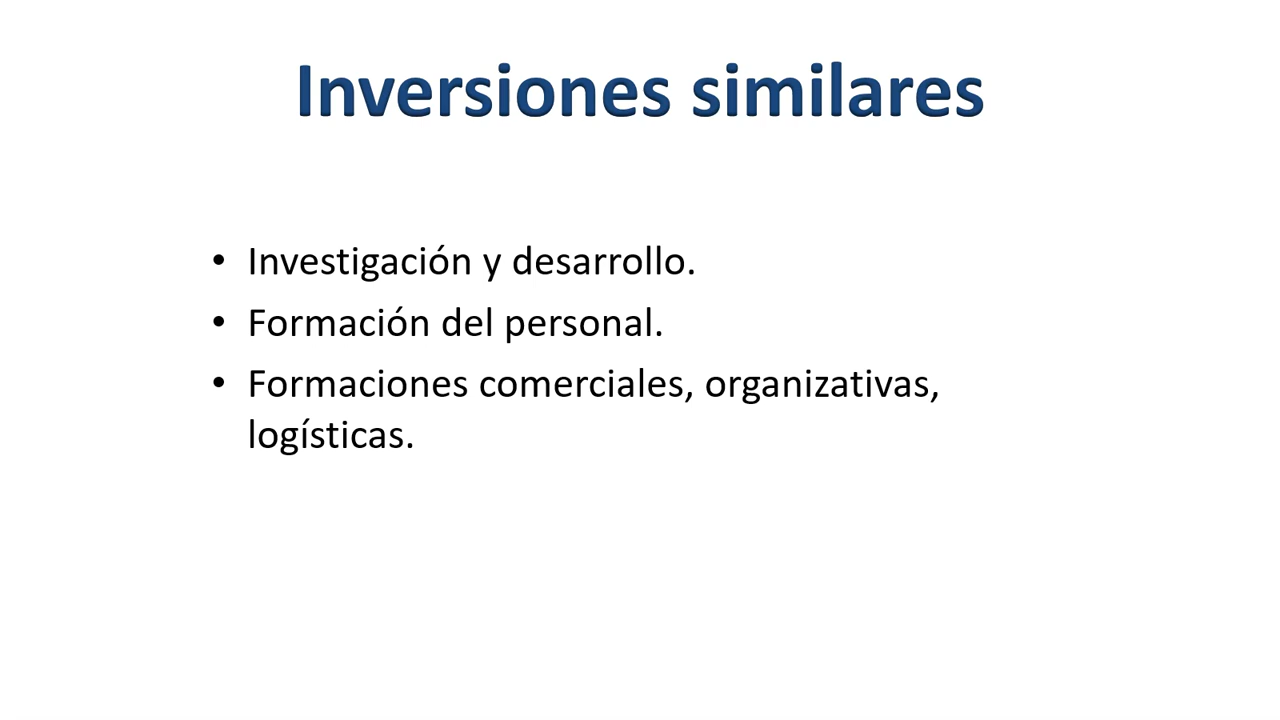 Inversiones similares
• Investigación y desarrollo.
• Formación del personal.
• Formaciones comerciales, organizativas,
logísticas.